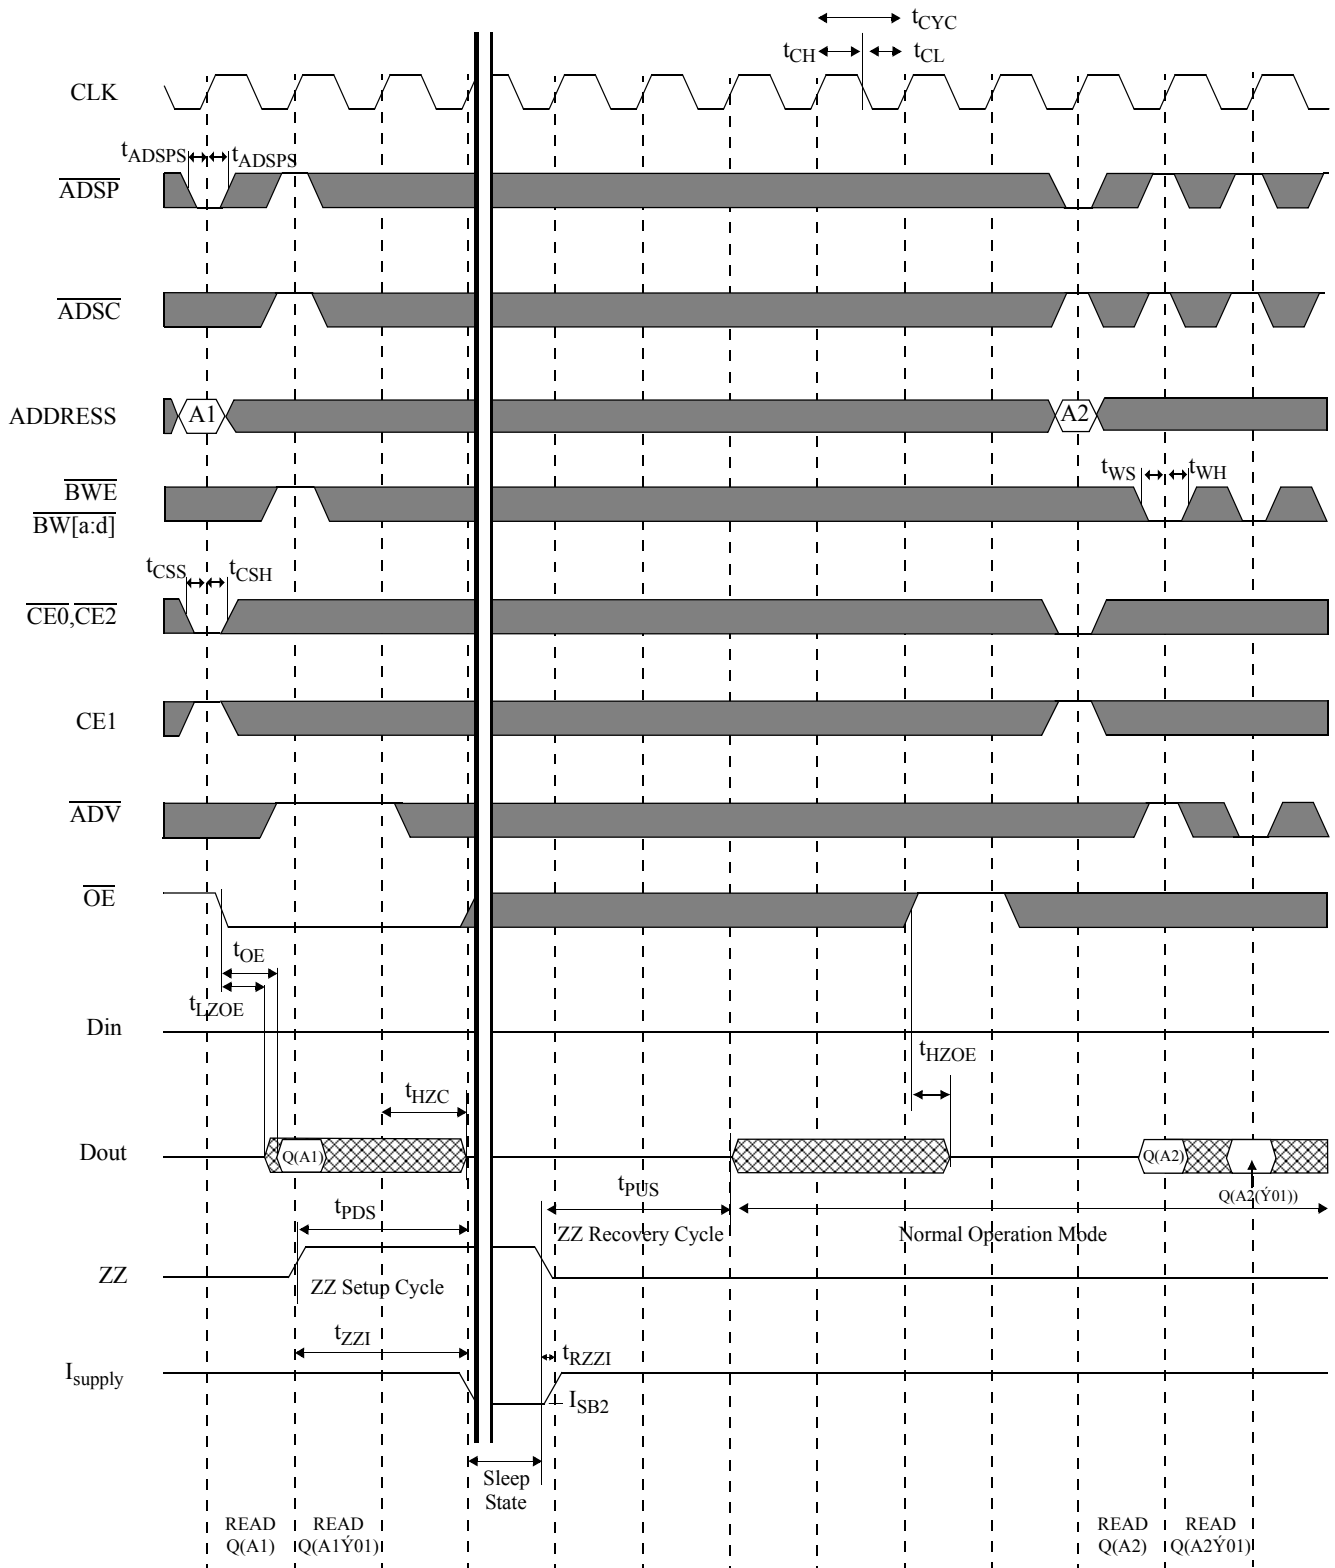 tCYC
tCH tCL
CLK
tADSPS tADSPS
ADSP
ADSC
ADDRESS A1 A2
tWS tWH
BWE
BW[a:d]
tCSS tCSH
CE0,CE2
CE1
ADV
OE
tOE
tLZOE
Din
tHZOE
tHZC
Dout Q(A1) Q(A2)
Q(A2(Ý01))
tPUS
tPDS
ZZ Recovery Cycle Normal Operation Mode
ZZ
ZZ Setup Cycle
tZZI
tRZZI
Isupply
ISB2
Sleep
State
READ READ READ READ
Q(A1) Q(A1Ý01) Q(A2) Q(A2Ý01)